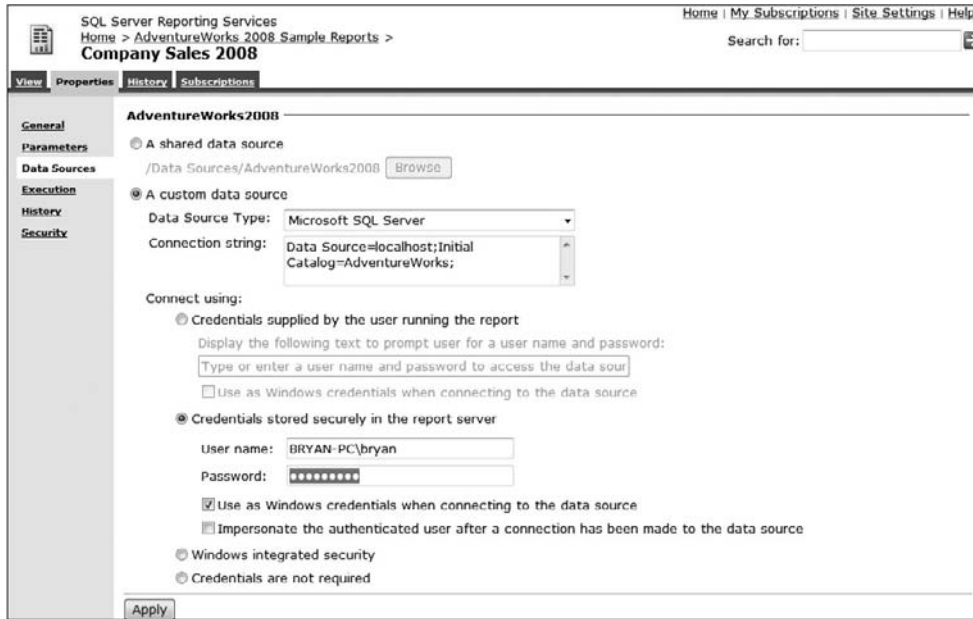 SQL Server Reporting Services
Home | My Subscriptions | Site Settings | Help
Home > AdventureWorks 2008 Sample Reports >
Search for:
Company Sales 2008
View Properties History Subscriptions
General
Parameters
Data Sources
Execution
History
Security
AdventureWorks2008
A shared data source
/Data Sources/AdventureWorks2008 Browse
A custom data source
Data Source Type: Microsoft SQL Server
Connection string: Data Source=localhost;Initial
Catalog=AdventureWorks;
Connect using:
Credentials supplied by the user running the report
Display the following text to prompt user for a user name and password:
Type or enter a user name and password to access the data sour
Use as Windows credentials when connecting to the data source
Credentials stored securely in the report server
User name: BRYAN-PC\bryan
Password: ●●●●●●●●●
Use as Windows credentials when connecting to the data source
Impersonate the authenticated user after a connection has been made to the data source
Windows integrated security
Credentials are not required
Apply